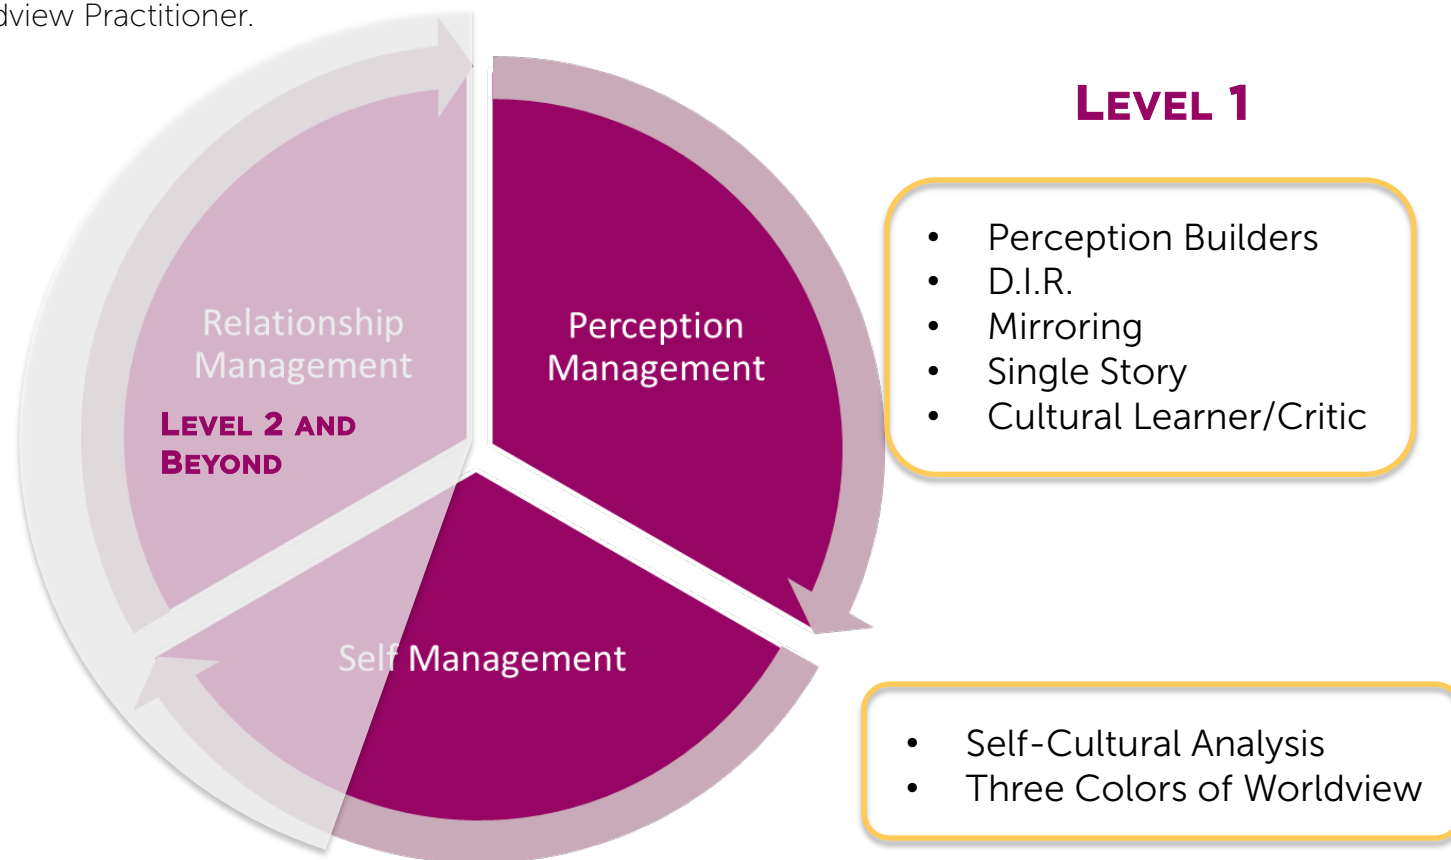 Practitioner.
LEVEL 1
• Perception Builders
• D.I.R.
• Mirroring
• Single Story
• Cultural Learner/Critic
Relationship
Management
LEVEL 2 AND
BEYOND
Perception
Management
Self Management
• Self-Cultural Analysis
• Three Colors of Worldview